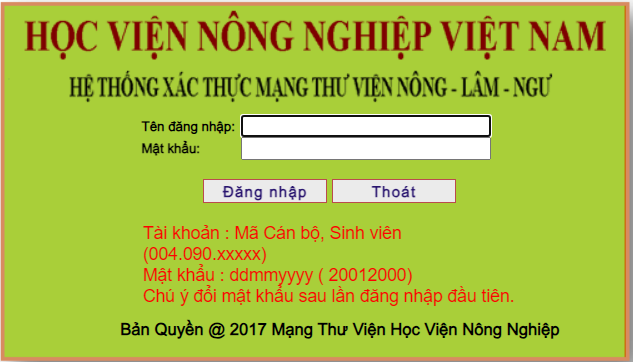 HỌC VIỆN NÔNG NGHIỆP VIỆT NAM
HỆ THỐNG XÁC THỰC MẠNG THƯ VIỆN NÔNG - LÂM - NGƯ
Tên đăng nhập:
Mật khẩu:
Đăng nhập Thoát
Tài khoản : Mã Cán bộ, Sinh viên
(004.090.xxxxx)
Mật khẩu : ddmmyyyy ( 20012000)
Chú ý đổi mật khẩu sau lần đăng nhập đầu tiên.
Bản Quyền @ 2017 Mạng Thư Viện Học Viện Nông Nghiệp